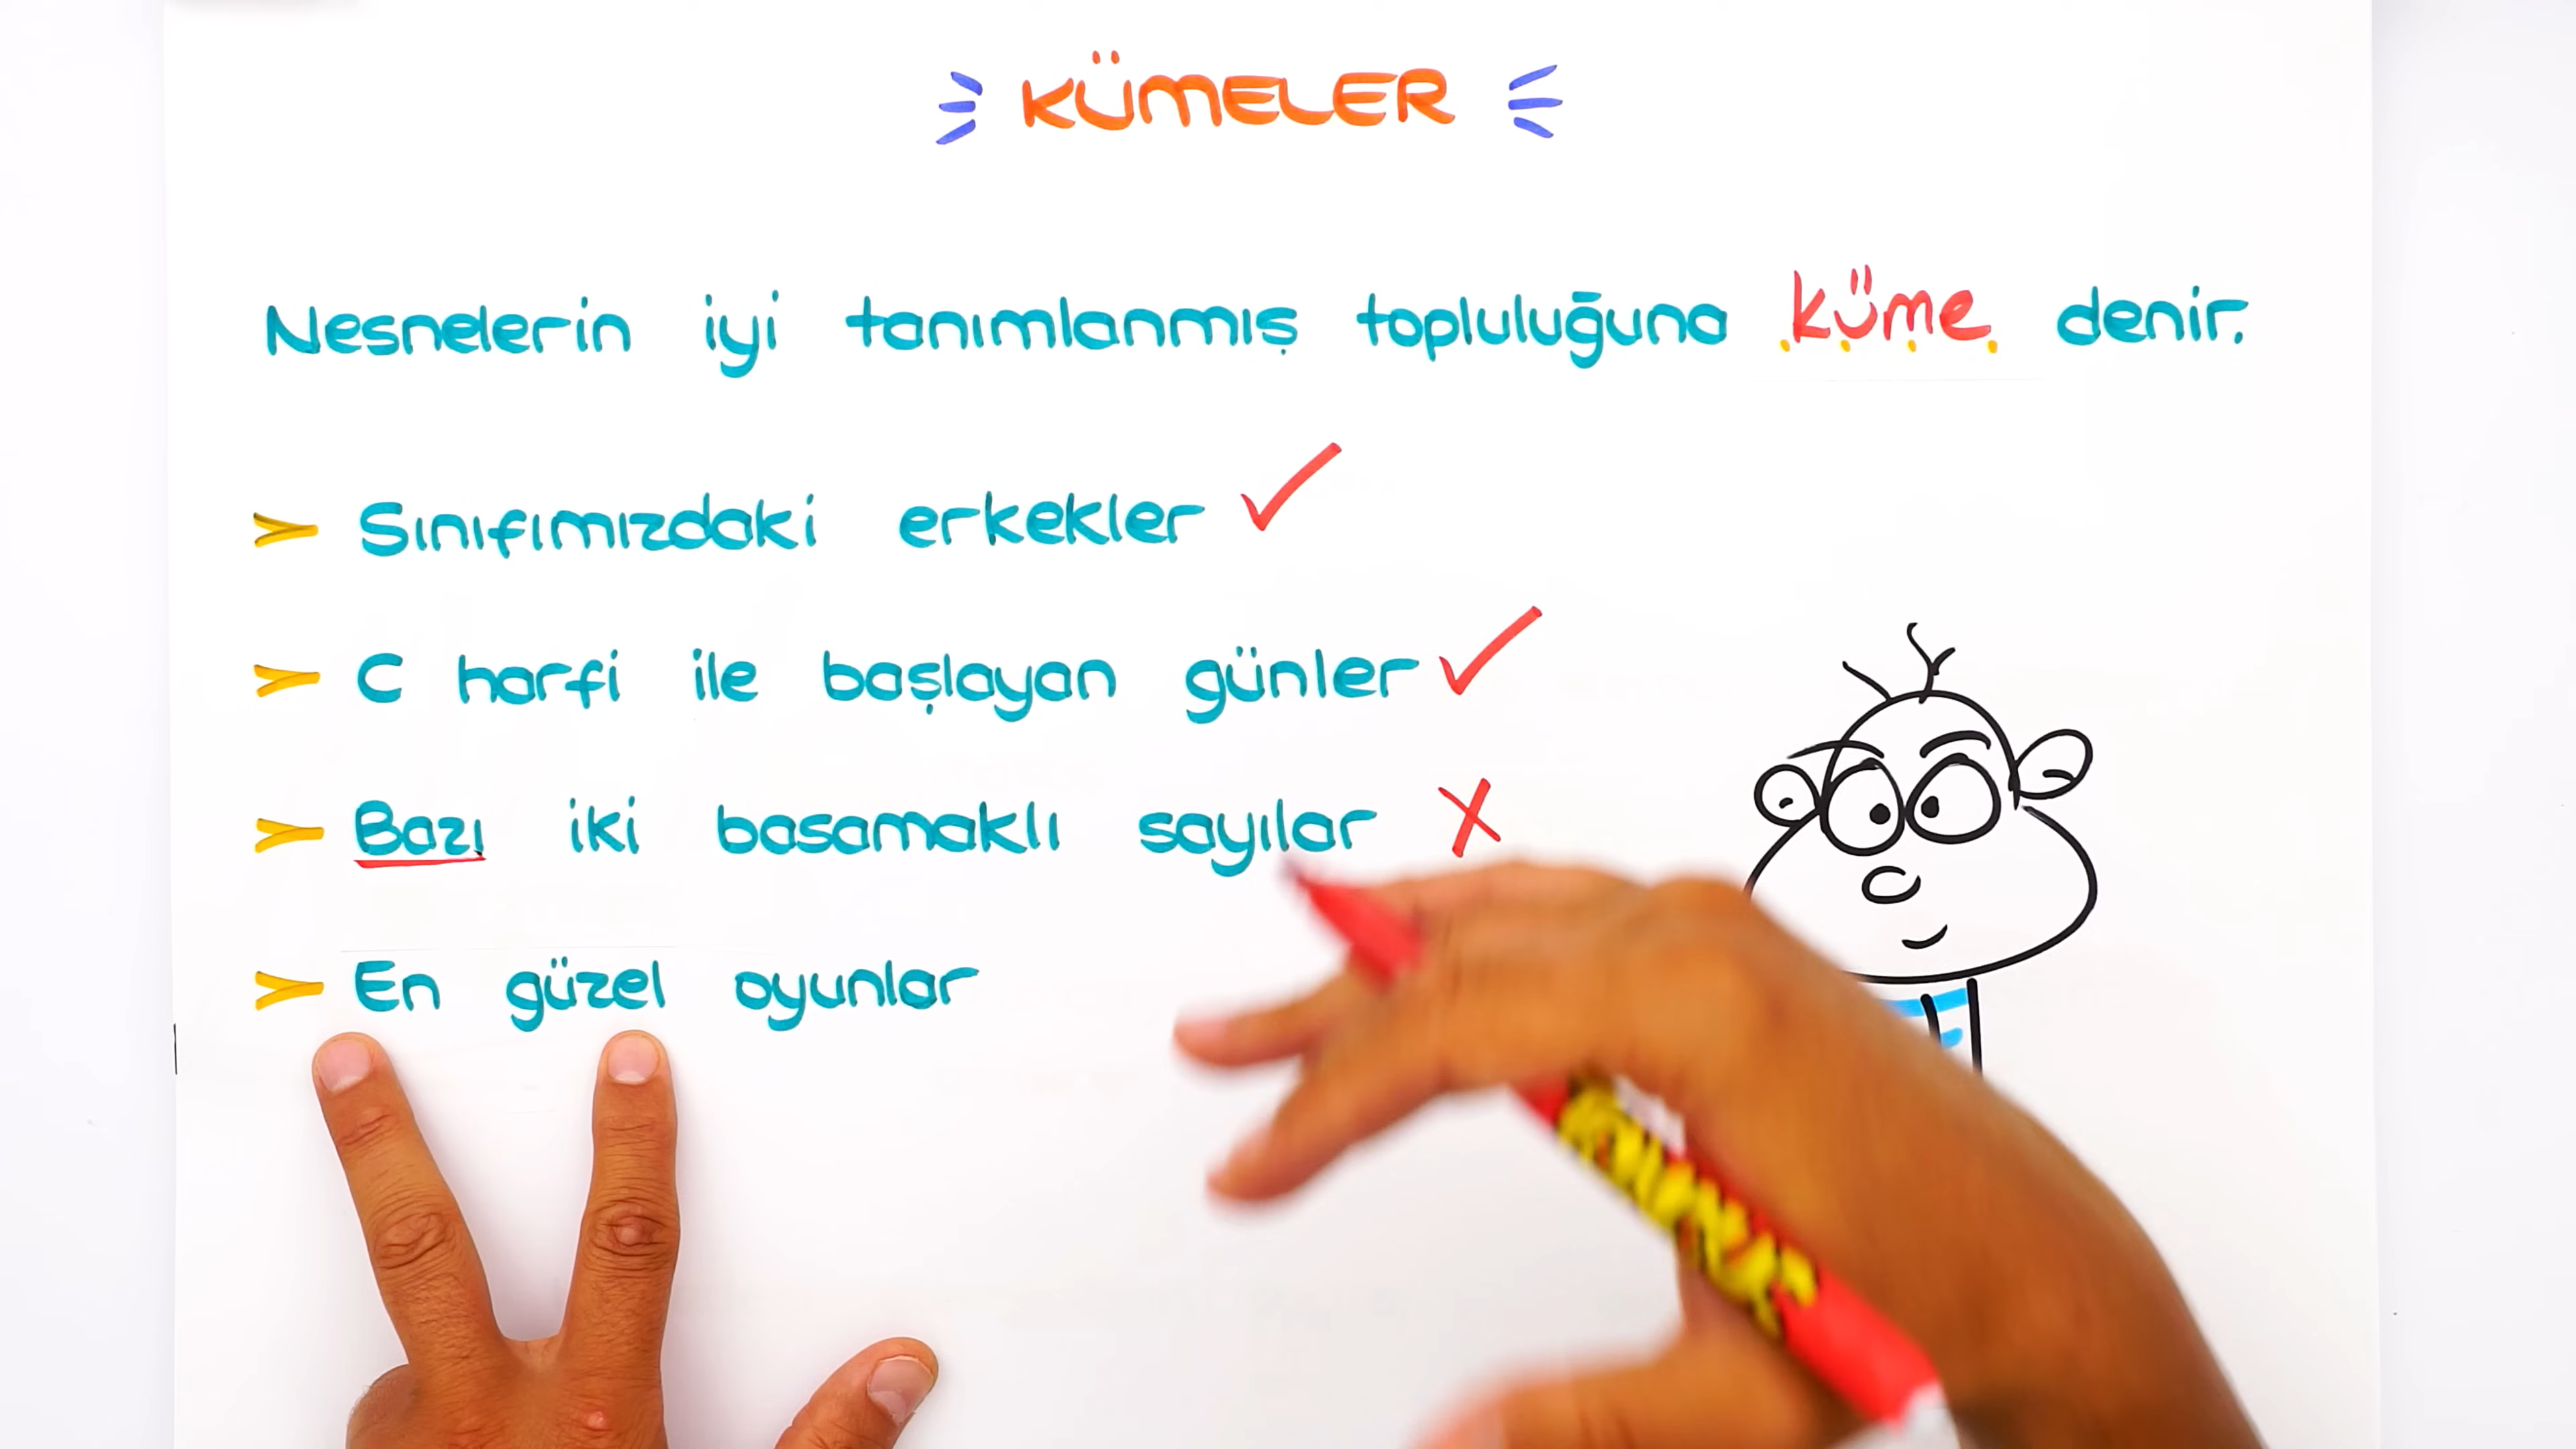 KÜMELER
Nesnelerin iyi tanımlanmış topluluğuna küme denir.
Sınıfımızdaki erkekler
C harfi ile başlayan günler
Bazı iki basamaklı sayılar
En güzel oyunlar